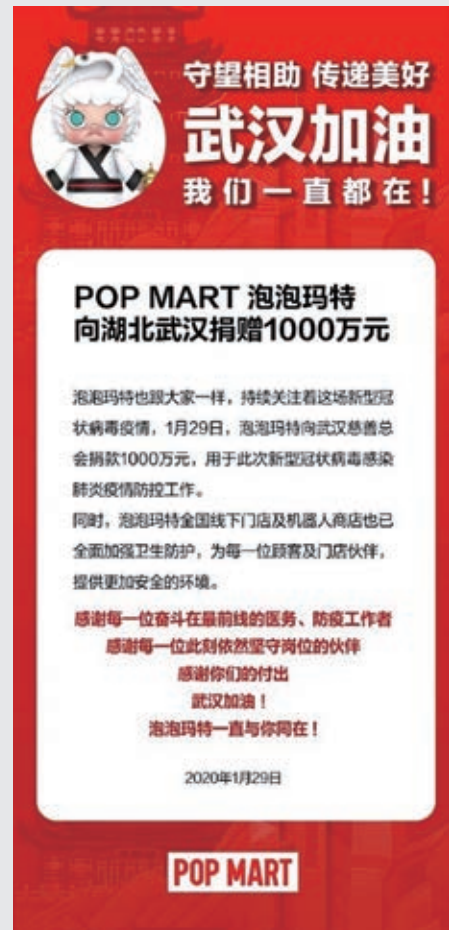 守望相助 传递美好
武汉加油
我们一直都在！
POP MART 泡泡玛特
向湖北武汉捐赠1000万元
泡泡玛特也跟大家一样，持续关注着这场新型冠
状病毒疫情，1月29日，泡泡玛特向武汉慈善总
会捐款1000万元，用于此次新型冠状病毒感染
肺炎疫情防控工作。
同时，泡泡玛特全国线下门店及机器人商店也已
全面加强卫生防护，为每一位顾客及门店伙伴，
提供更加安全的环境。
感谢每一位奋斗在最前线的医务、防疫工作者
感谢每一位此刻依然坚守岗位的伙伴
感谢你们的付出
武汉加油！
泡泡玛特一直与你同在！
2020年1月29日
POP MART